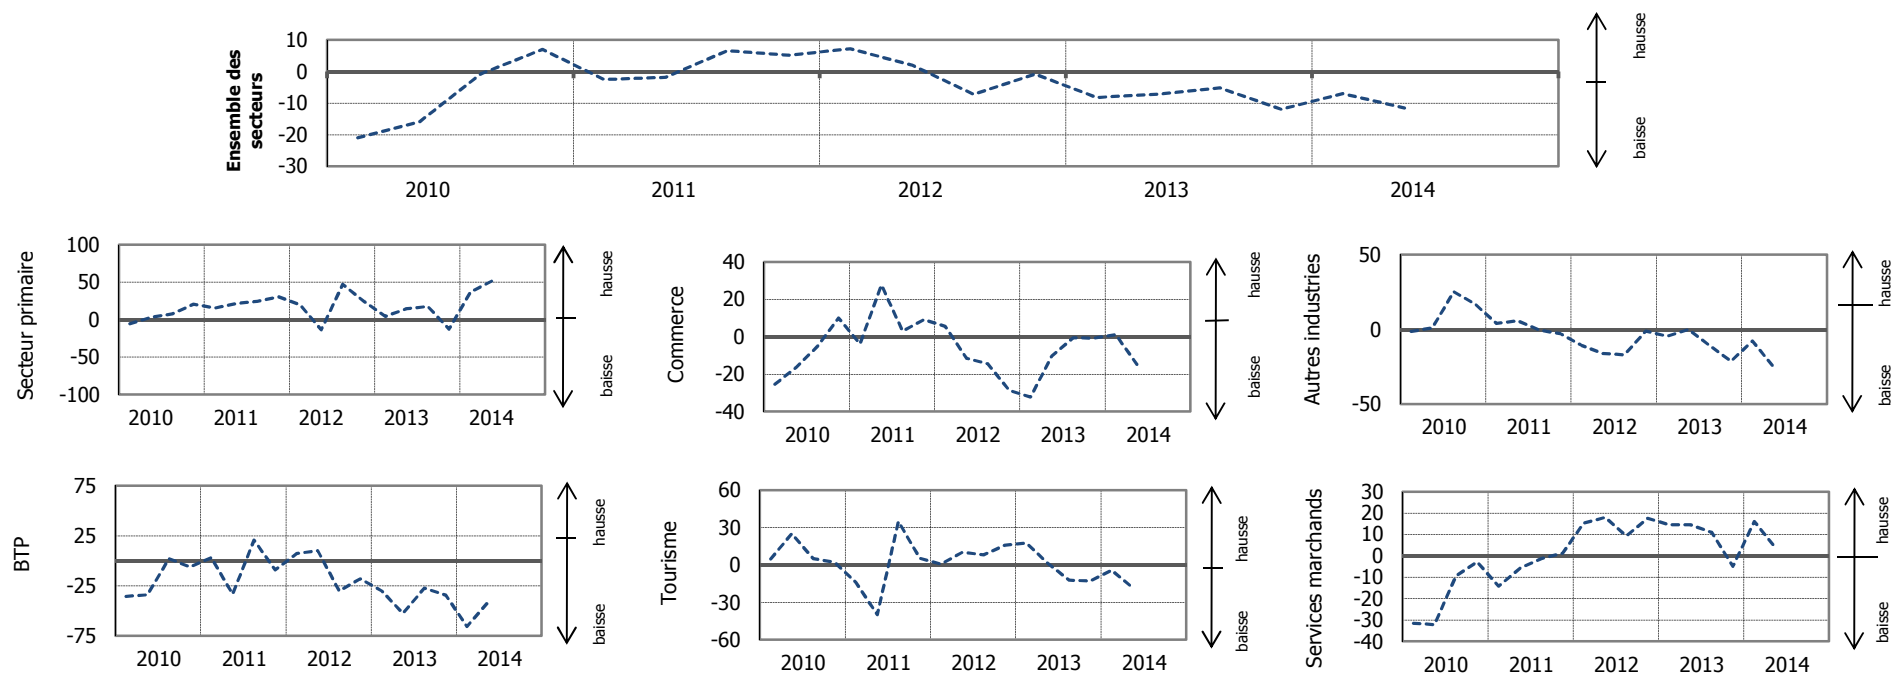 Ensemble des
secteurs
10
0
-10
-20
-30
2010 2011 2012 2013 2014
hausse
baisse
Secteur primaire
100
50
0
-50
-100
2010 2011 2012 2013 2014
hausse
baisse
Commerce
40
20
0
-20
-40
2010 2011 2012 2013 2014
hausse
baisse
Autres industries
50
0
-50
2010 2011 2012 2013 2014
hausse
baisse
BTP
75
25
-25
-75
2010 2011 2012 2013 2014
hausse
baisse
Tourisme
60
30
0
-30
-60
2010 2011 2012 2013 2014
hausse
baisse
Services marchands
30
20
10
0
-10
-20
-30
-40
2010 2011 2012 2013 2014
hausse
baisse